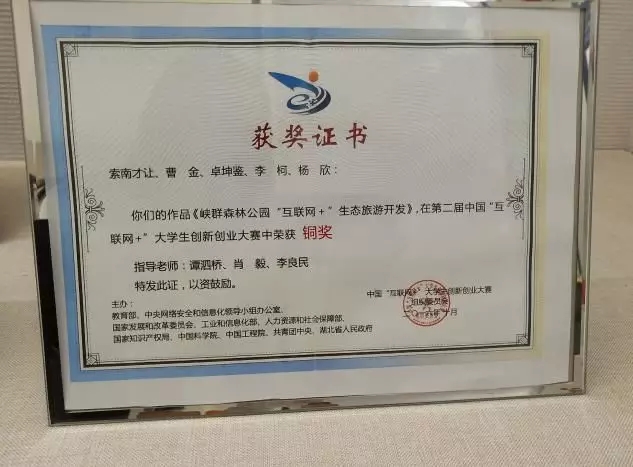 获奖证书
索南才让、曹 金、卓坤鉴、李 柯、杨 欣：
你们的作品《峡群森林公园“互联网+”生态旅游开发》，在第二届中国“互
联网+”大学生创新创业大赛中荣获 铜奖
指导老师：谭泗桥、肖 毅、李良民
特发此证，以资鼓励。
主办：
教育部、中央网络安全和信息化领导小组办公室、
国家发展和改革委员会、工业和信息化部、人力资源和社会保障部、
国家知识产权局、中国科学院、中国工程院、共青团中央、湖北省人民政府
中国“互联网+”大学生创新创业大赛
组织委员会
十月